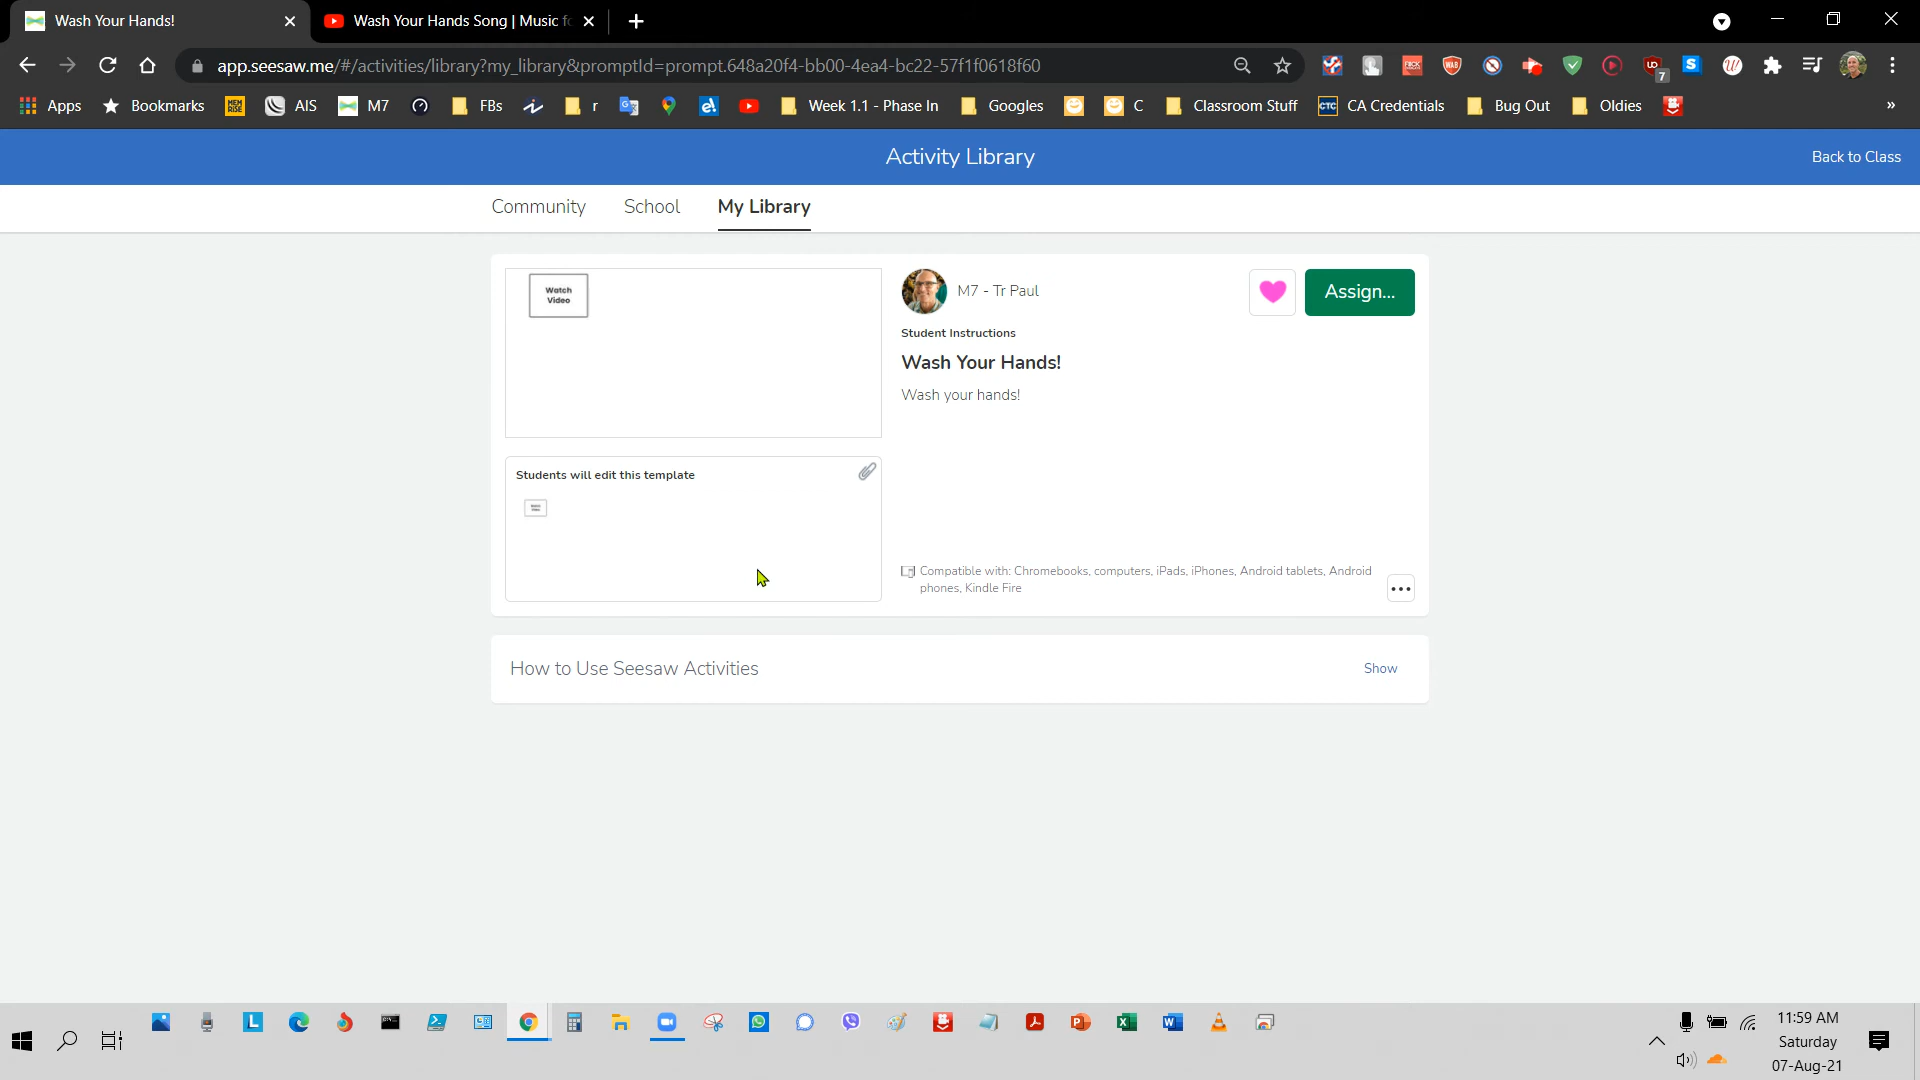 Wash Your Hands!
Wash Your Hands Song | Music fo
app.seesaw.me/#/activities/library?my_library&promptId=prompt.648a20f4-bb00-4ea4-bc22-57f1f0618f60
7
Apps
Bookmarks
AIS
M7
FBs
r
Week 1.1 - Phase In
Googles
C
Classroom Stuff
CA Credentials
Bug Out
Oldies
»
Activity Library
Back to Class
Community
School
My Library
Watch
Video
M7 - Tr Paul
Assign...
Student Instructions
Wash Your Hands!
Wash your hands!
Students will edit this template
Compatible with: Chromebooks, computers, iPads, iPhones, Android tablets, Android
phones, Kindle Fire
How to Use Seesaw Activities
Show
11:59 AM
Saturday
07-Aug-21